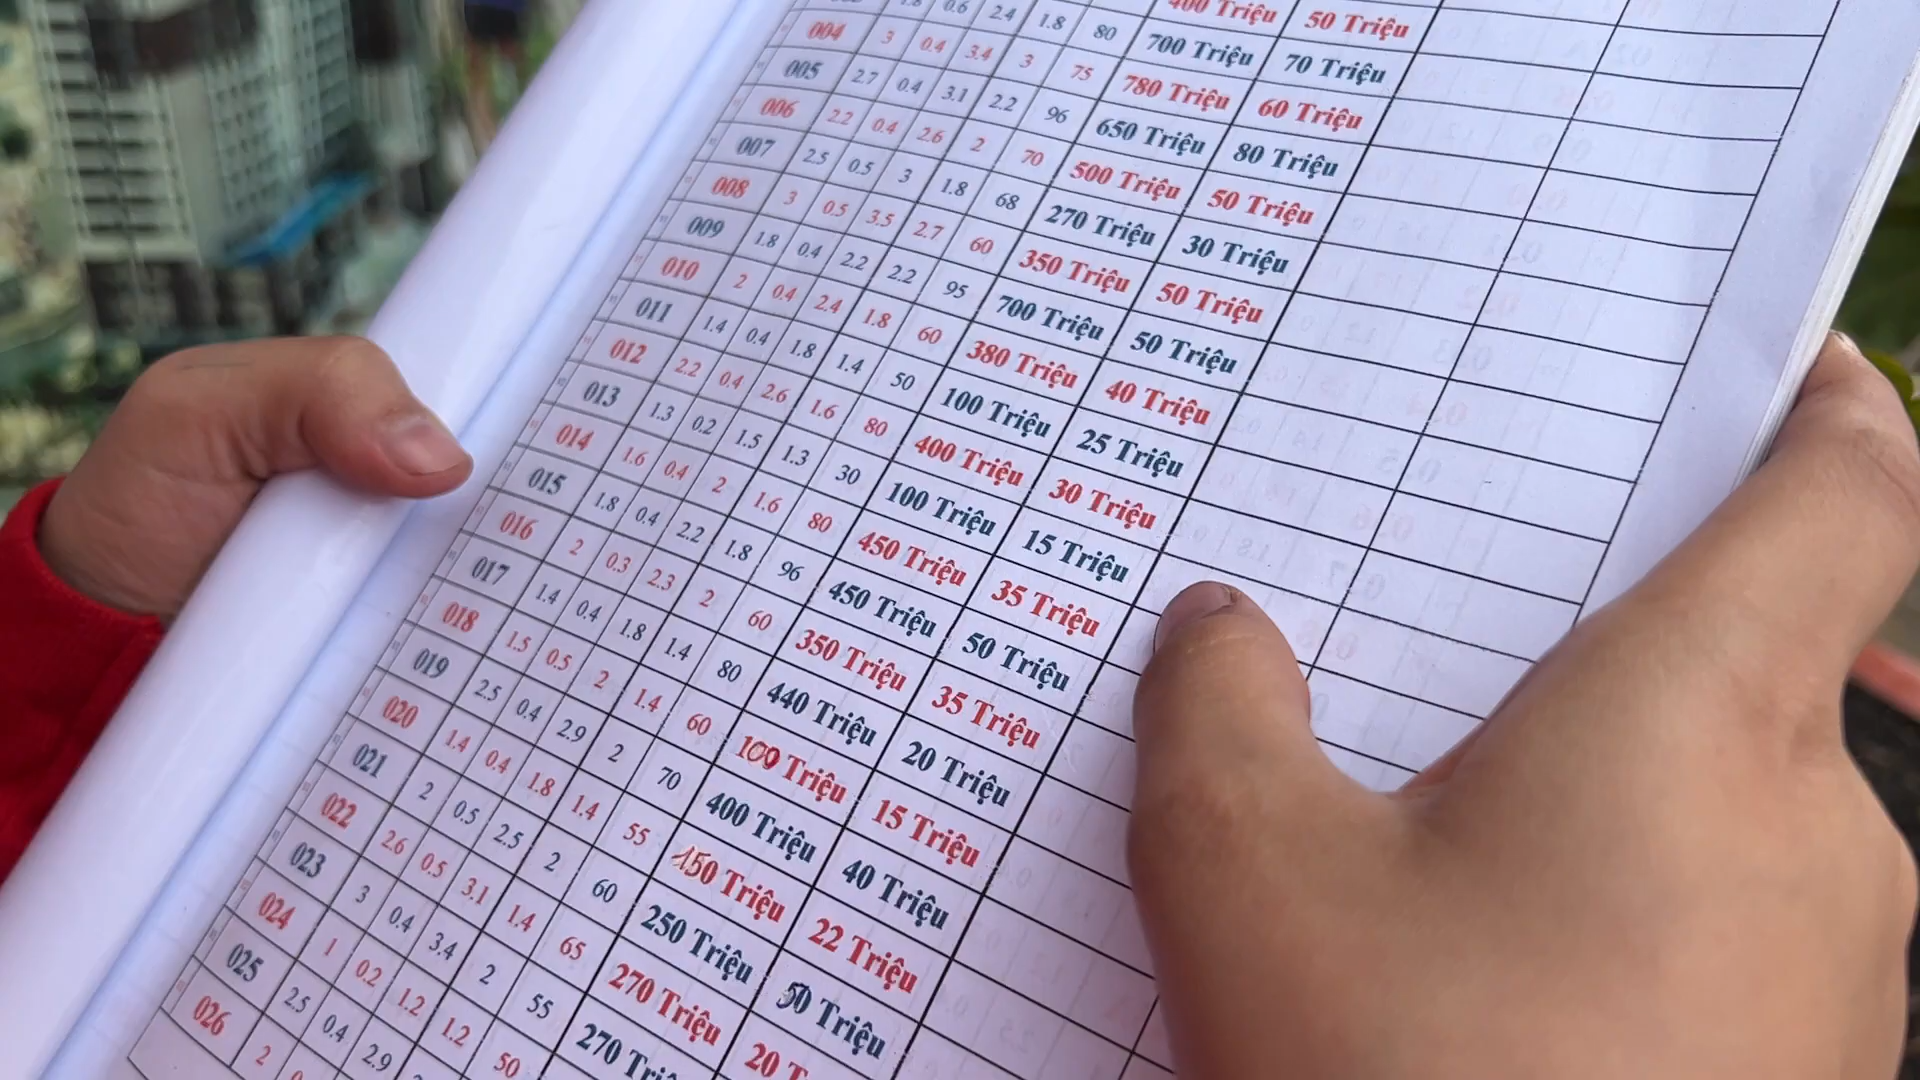 400 Triệu 50 Triệu
1.8 0.6 2.4 1.8 80 700 Triệu 70 Triệu
004 3 0.4 3.4 3 75 780 Triệu 60 Triệu
005 2.7 0.4 3.1 2.2 96 650 Triệu 80 Triệu
006 2.2 0.4 2.6 2 70 500 Triệu 50 Triệu
007 2.5 0.5 3 1.8 68 270 Triệu 30 Triệu
008 3 0.5 3.5 2.7 60 350 Triệu 50 Triệu
009 1.8 0.4 2.2 2.2 95 700 Triệu 50 Triệu
010 2 0.4 2.4 1.8 60 380 Triệu 40 Triệu
011 1.4 0.4 1.8 1.4 50 100 Triệu 25 Triệu
012 2.2 0.4 2.6 1.6 80 400 Triệu 30 Triệu
013 1.3 0.2 1.5 1.3 30 100 Triệu 15 Triệu
014 1.6 0.4 2 1.6 80 450 Triệu 35 Triệu
015 1.8 0.4 2.2 1.8 96 450 Triệu 50 Triệu
016 2 0.3 2.3 2 60 350 Triệu 35 Triệu
017 1.4 0.4 1.8 1.4 80 440 Triệu 20 Triệu
018 1.5 0.5 2 1.4 60 100 Triệu 15 Triệu
019 2.5 0.4 2.9 2 70 400 Triệu 40 Triệu
020 1.4 0.4 1.8 1.4 55 150 Triệu 22 Triệu
021 2 0.5 2.5 2 60 250 Triệu 50 Triệu
022 2.6 0.5 3.1 1.4 65 270 Triệu 20
023 3 0.4 3.4 2 55 270
024 1 0.2 1.2 1.2 50
025 2.5 0.4 2.9
026 2